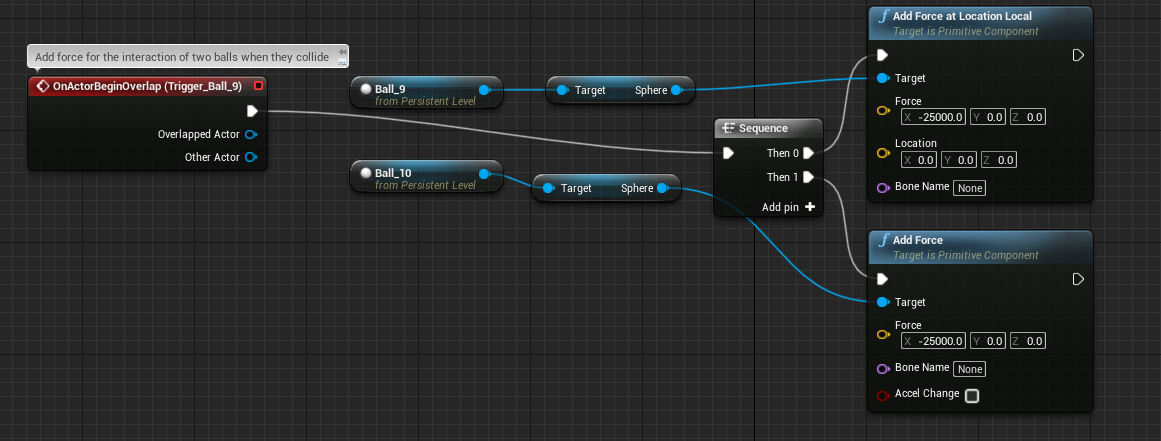 Add force for the interaction of two balls when they collide
OnActorBeginOverlap (Trigger_Ball_9)
Overlapped Actor
Other Actor
Ball_9
from Persistent Level
Target Sphere
Ball_10
from Persistent Level
Target Sphere
Sequence
Then 0
Then 1
Add pin
Add Force at Location Local
Target is Primitive Component
Target
Force
X -25000.0 Y 0.0 Z 0.0
Location
X 0.0 Y 0.0 Z 0.0
Bone Name None
Add Force
Target is Primitive Component
Target
Force
X -25000.0 Y 0.0 Z 0.0
Bone Name None
Accel Change